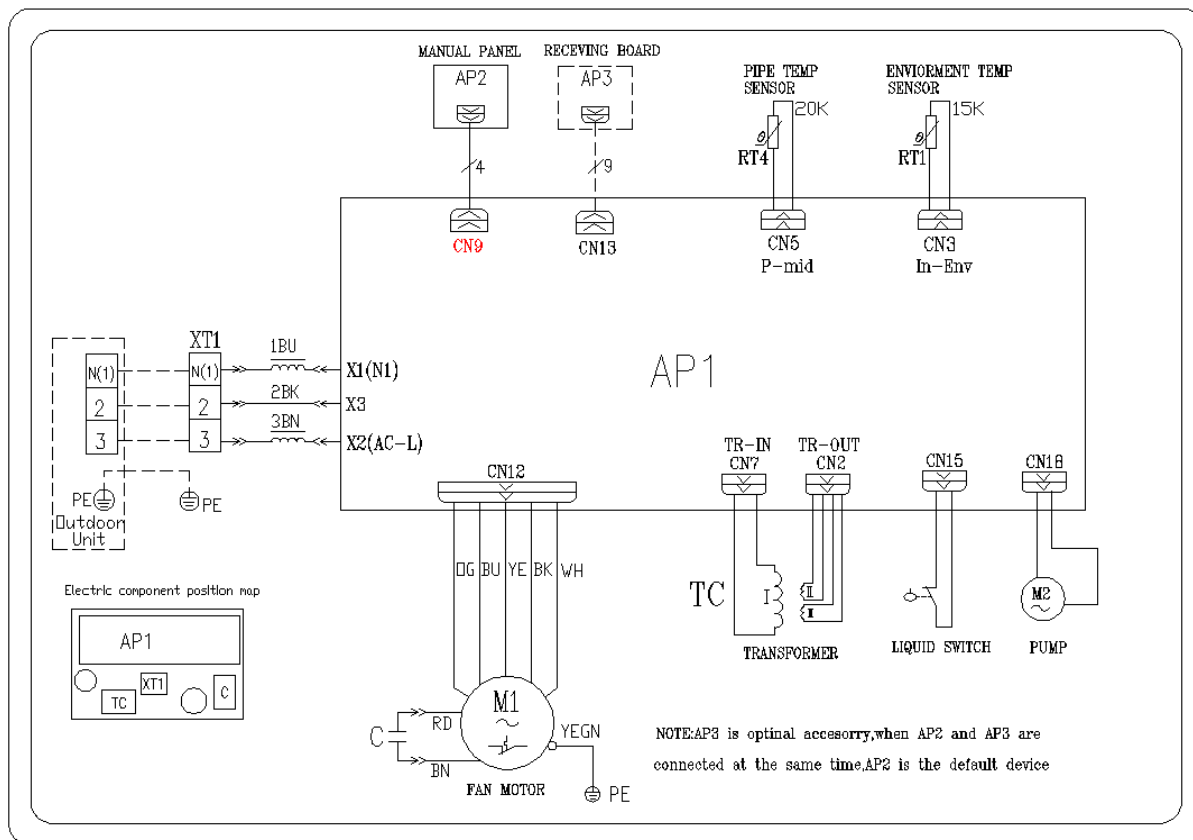 MANUAL PANEL
RECEVING BOARD
AP2
AP3
PIPE TEMP
SENSOR
ENVIORMENT TEMP
SENSOR
20K
15K
RT4
RT1
4
9
CN9
CN13
CN5
P-mid
CN3
In-Env
XT1
N(1)
2
3
N(1)
2
3
1BU
2BK
3BN
X1(N1)
X3
X2(AC-L)
AP1
PE
PE
Outdoor
Unit
CN12
TR-IN
CN7
TR-OUT
CN2
CN15
CN18
OG
BU
YE
BK
WH
TC
I
II
II
M2
TRANSFORMER
LIQUID SWITCH
PUMP
Electric component position map
AP1
TC
XT1
C
C
RD
BN
M1
YEGN
PE
FAN MOTOR
NOTE:AP3 is optinal accesorry,when AP2 and AP3 are
connected at the same time,AP2 is the default device